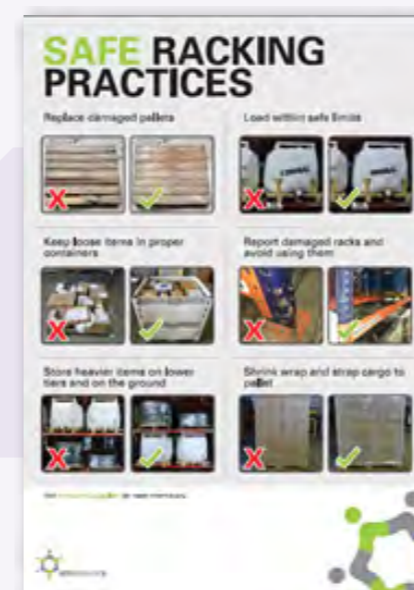 SAFE RACKING
PRACTICES
Replace damaged pallets
Load within safe limits
Keep loose items in proper
containers
Report damaged racks and
avoid using them
Store heavier items on lower
tiers and on the ground
Shrink wrap and strap cargo to
pallet